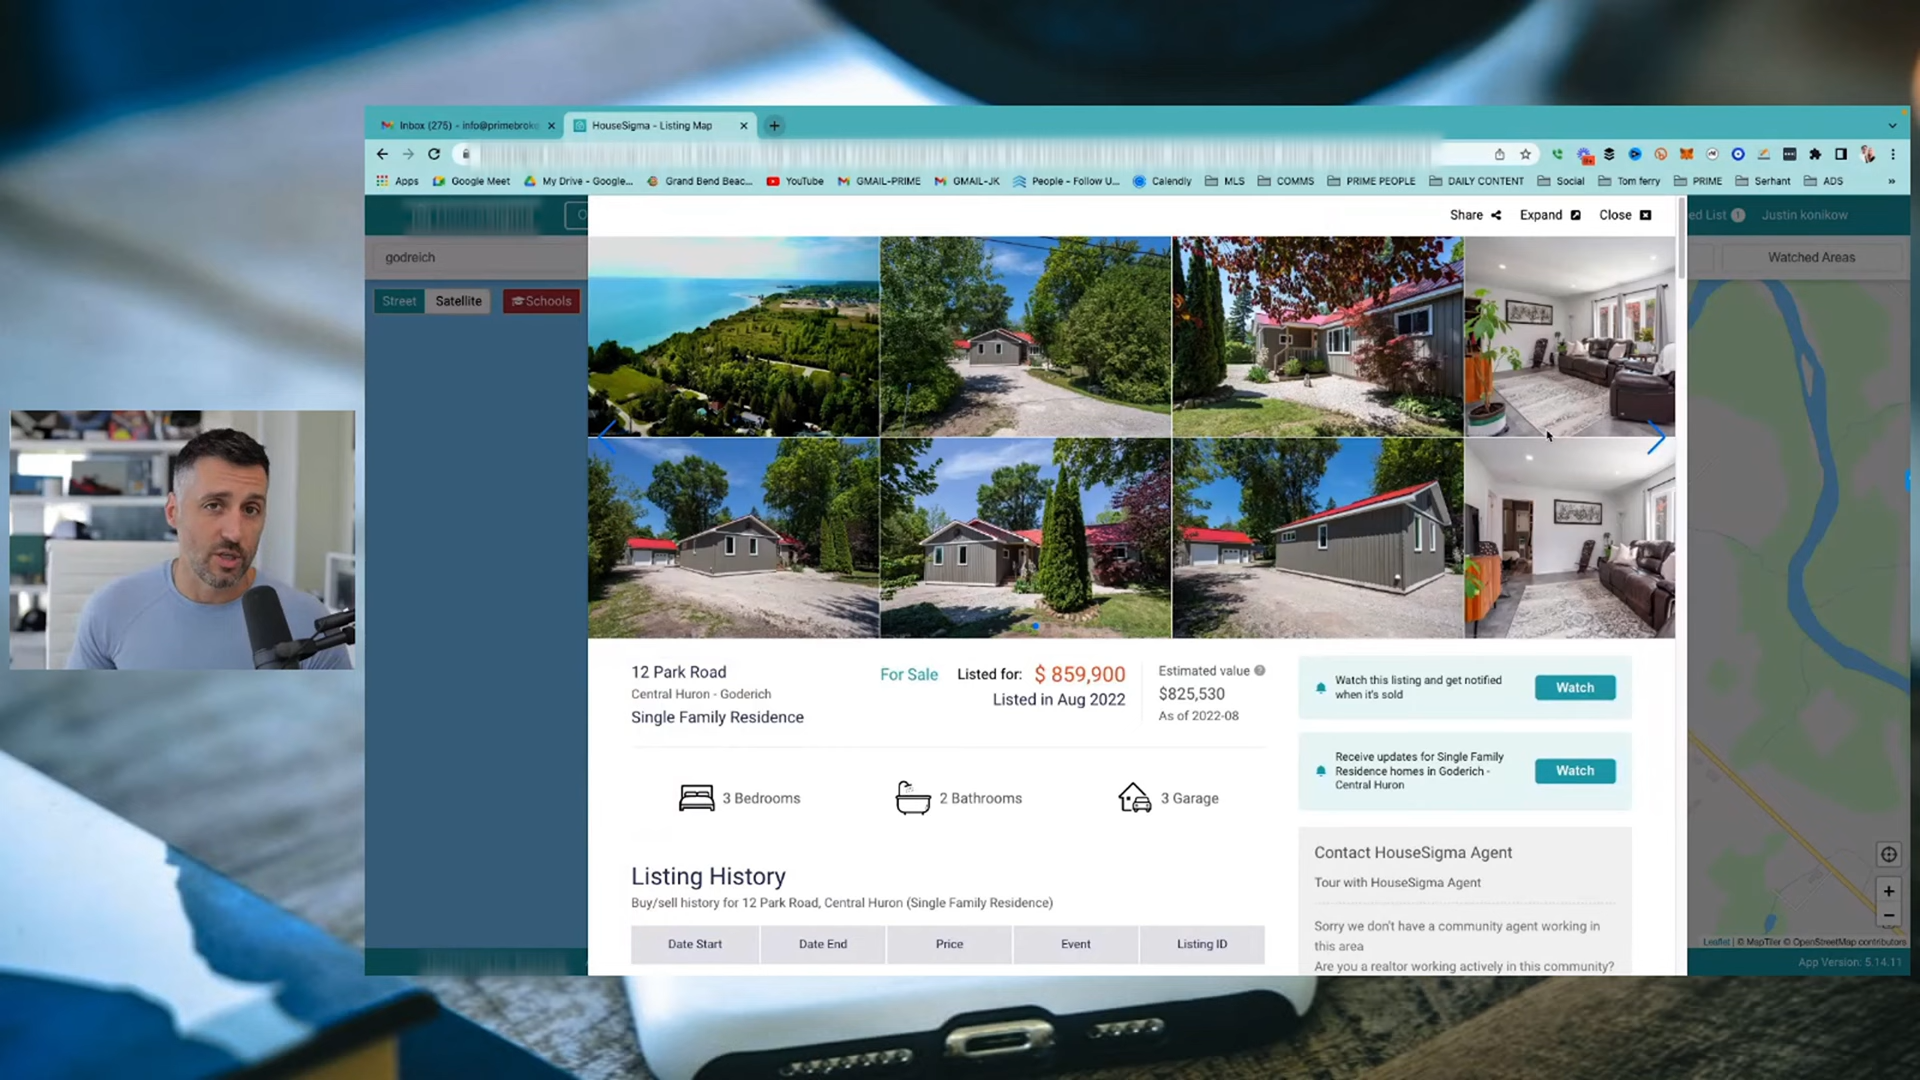 Inbox (275) - info@primebrok
HouseSigma - Listing Map
Apps
Google Meet
My Drive - Google...
Grand Bend Beac...
YouTube
GMAIL-PRIME
GMAIL-JK
People - Follow U...
Calendly
MLS
COMMS
PRIME PEOPLE
DAILY CONTENT
Social
Tom ferry
PRIME
Serhant
ADS
»
Share
Expand
Close
ed List 1
Justin konikow
godreich
Watched Areas
Street
Satellite
Schools
12 Park Road
Central Huron - Goderich
Single Family Residence
For Sale
Listed for: $ 859,900
Listed in Aug 2022
Estimated value
$825,530
As of 2022-08
Watch this listing and get notified
when it's sold
Watch
Receive updates for Single Family
Residence homes in Goderich -
Central Huron
Watch
3 Bedrooms
2 Bathrooms
3 Garage
Listing History
Buy/sell history for 12 Park Road, Central Huron (Single Family Residence)
Date Start
Date End
Price
Event
Listing ID
Contact HouseSigma Agent
Tour with HouseSigma Agent
Sorry we don't have a community agent working in
this area
Are you a realtor working actively in this community?
+
−
Leaflet | © MapTiler © OpenStreetMap contributors
App Version: 5.14.11